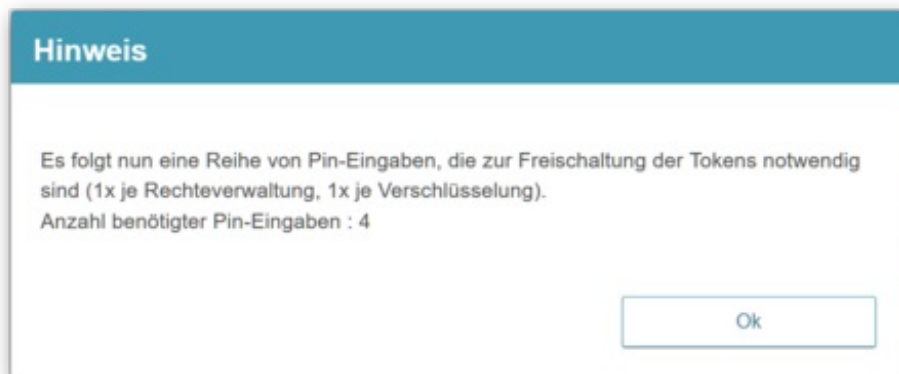 Hinweis
Es folgt nun eine Reihe von Pin-Eingaben, die zur Freischaltung der Tokens notwendig
sind (1x je Rechteverwaltung, 1x je Verschlüsselung).
Anzahl benötigter Pin-Eingaben : 4
Ok